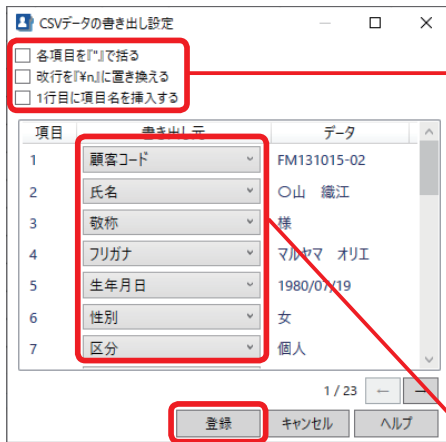 CSVデータの書き出し設定
各項目を『"』で括る
改行を『¥n』に置き換える
1行目に項目名を挿入する
項目 書き出し元 データ
1 顧客コード FM131015-02
2 氏名 〇山 織江
3 敬称 様
4 フリガナ マルヤマ オリエ
5 生年月日 1980/07/19
6 性別 女
7 区分 個人
1 / 23 ← →
登録 キャンセル ヘルプ